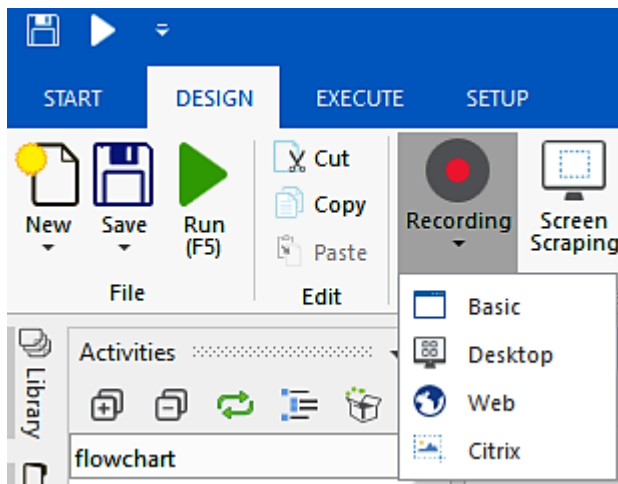 START DESIGN EXECUTE SETUP
New
Save
Run
(F5)
File
Cut
Copy
Paste
Edit
Recording
Screen
Scraping
Basic
Desktop
Web
Citrix
Library
Activities
flowchart